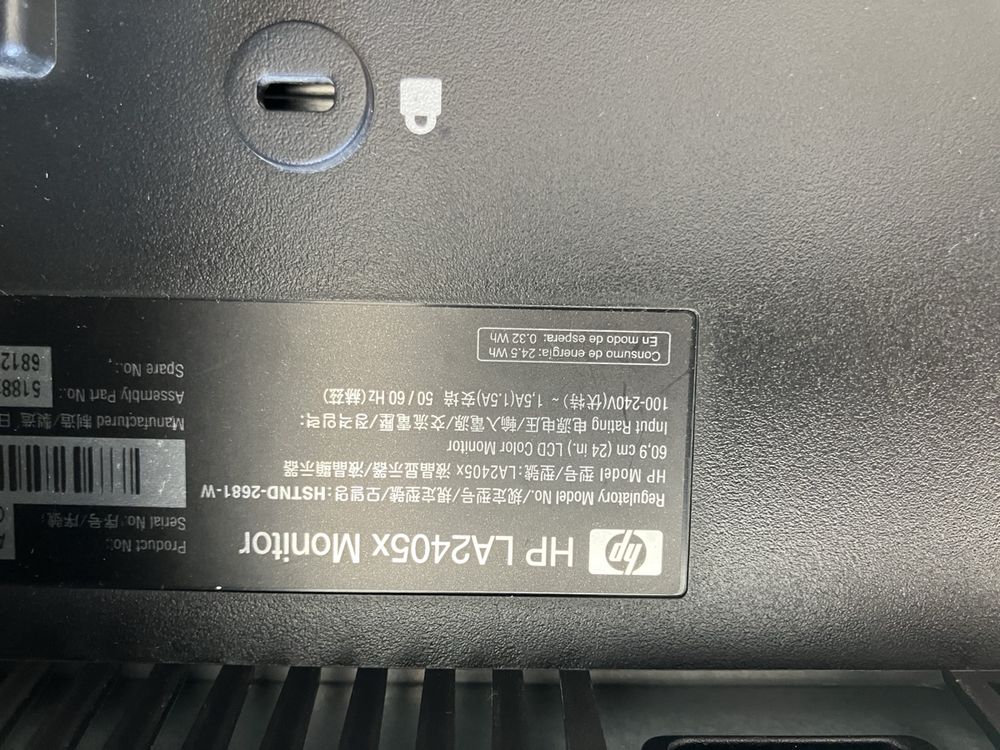 hp HP LA2405x Monitor
Regulatory Model No./规定型号/規定型號/모델명:HSTND-2681-W
HP Model 型号/型號:LA2405x 液晶显示器/液晶顯示器
60,9 cm (24 in.) LCD Color Monitor
Input Rating 电源电压/輸入電源/交流電壓/정격입력:
100-240V(伏特) ~ 1,5A(1.5A)安培 50 / 60 Hz (赫兹)
Consumo de energía: 24.5 Wh
En modo de espera: 0.32 Wh
Product No.:
Serial No. 序号/序號:
Manufactured 制造/製造
Assembly Part No.:
Spare No.: